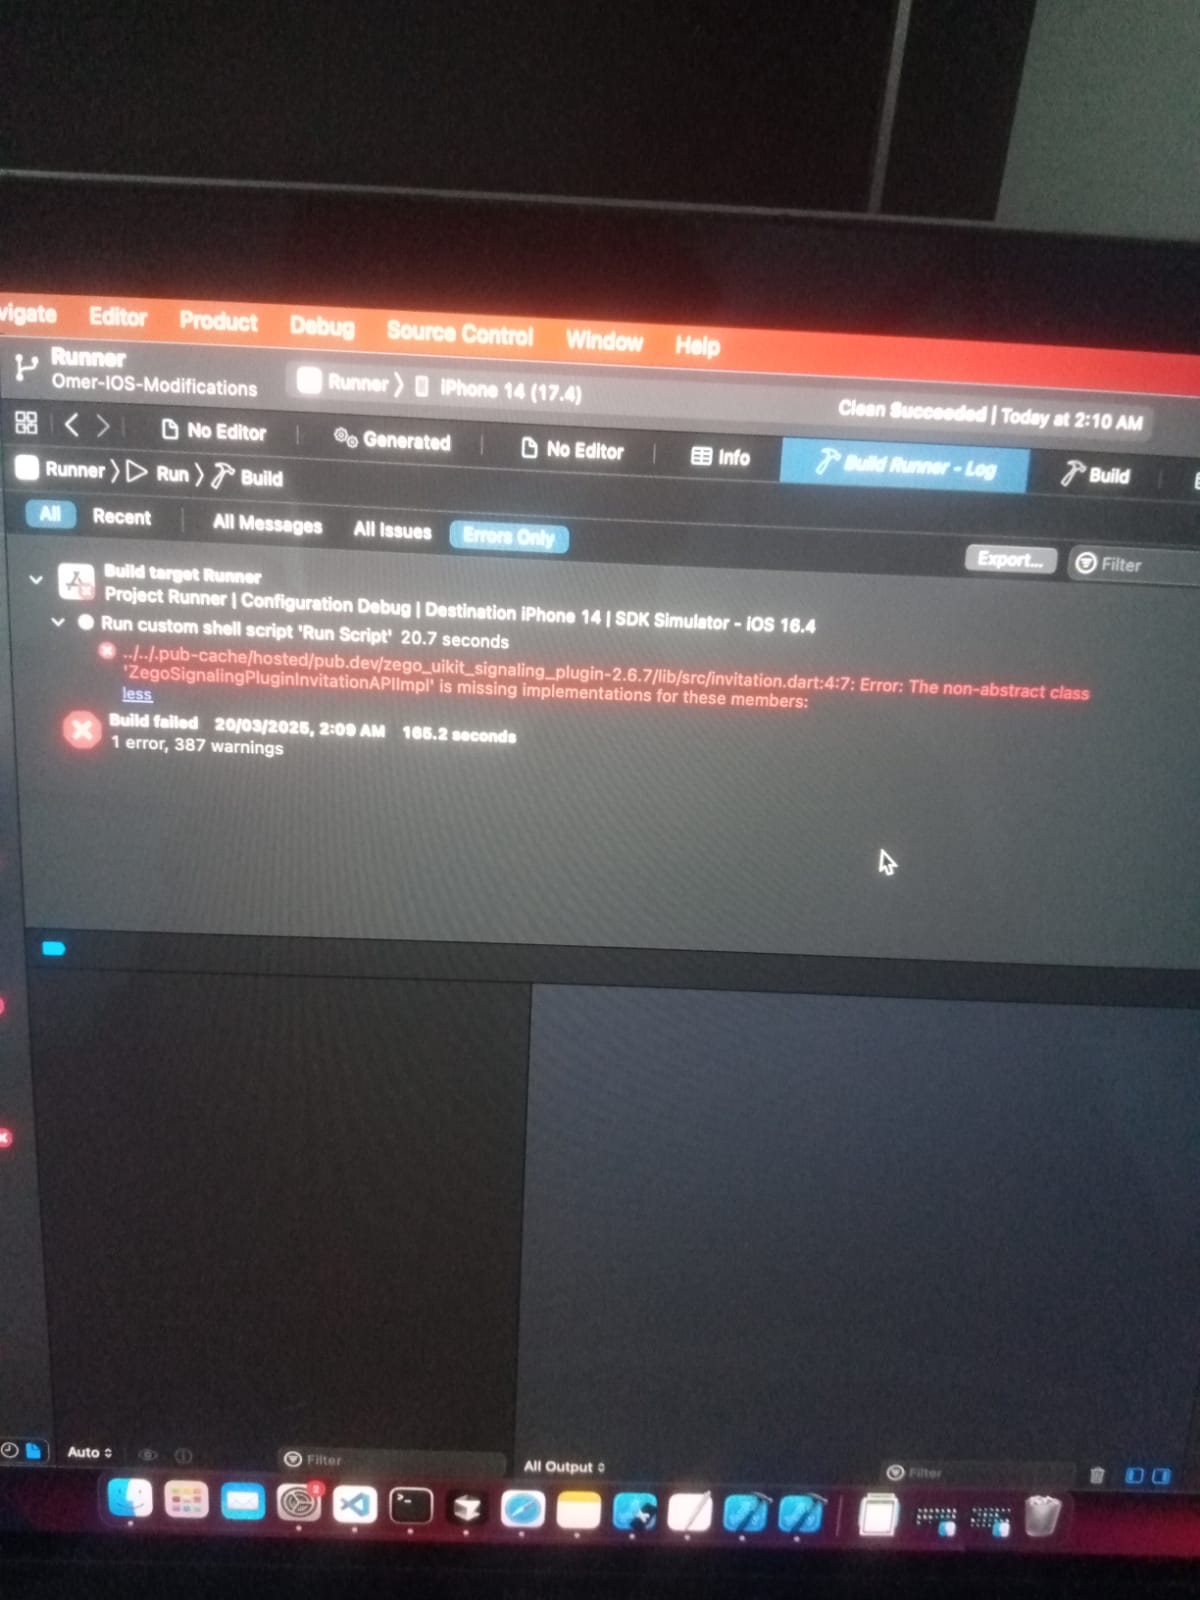 vigate Editor Product Debug Source Control Window Help
Runner
Omer-IOS-Modifications
Runner 〉 iPhone 14 (17.4)
Clean Succeeded | Today at 2:10 AM
No Editor Generated No Editor Info Build Runner - Log Build
Runner 〉 Run 〉 Build
All Recent All Messages All Issues Errors Only
Export... Filter
Build target Runner
Project Runner | Configuration Debug | Destination iPhone 14 | SDK Simulator - iOS 16.4
Run custom shell script 'Run Script' 20.7 seconds
../../.pub-cache/hosted/pub.dev/zego_uikit_signaling_plugin-2.6.7/lib/src/invitation.dart:4:7: Error: The non-abstract class
'ZegoSignalingPluginInvitationAPIImpl' is missing implementations for these members:
less
Build failed 20/03/2025, 2:09 AM 165.2 seconds
1 error, 387 warnings
Auto Filter All Output Filter
2